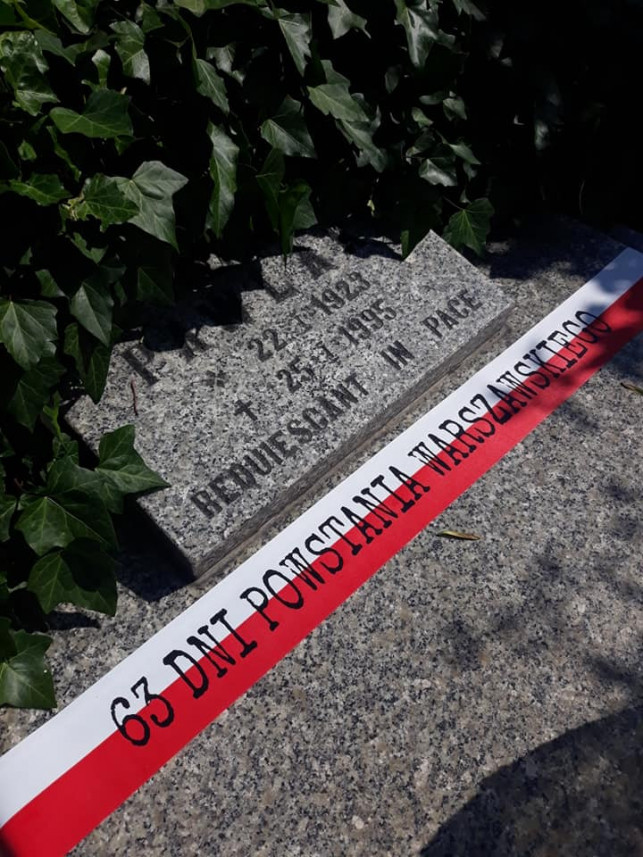 * 22·I·1923
† 25·I·1995
REQUIESCANT IN PACE
63 DNI POWSTANIA WARSZAWSKIEGO